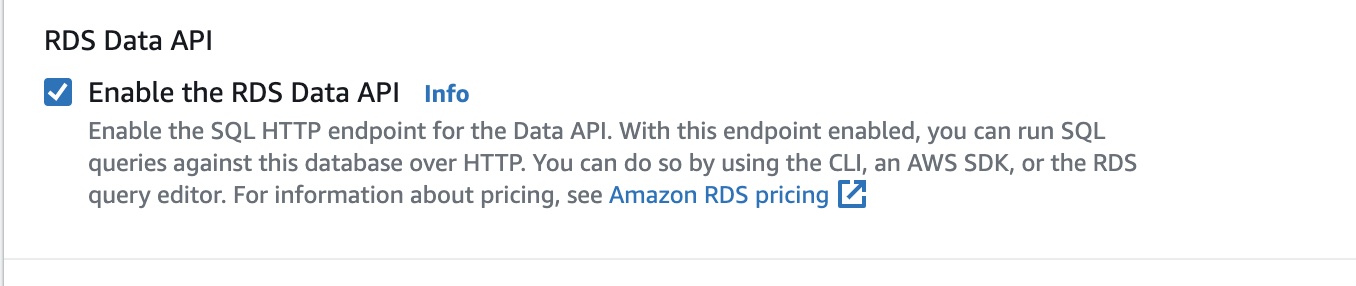 RDS Data API
Enable the RDS Data API Info
Enable the SQL HTTP endpoint for the Data API. With this endpoint enabled, you can run SQL
queries against this database over HTTP. You can do so by using the CLI, an AWS SDK, or the RDS
query editor. For information about pricing, see Amazon RDS pricing